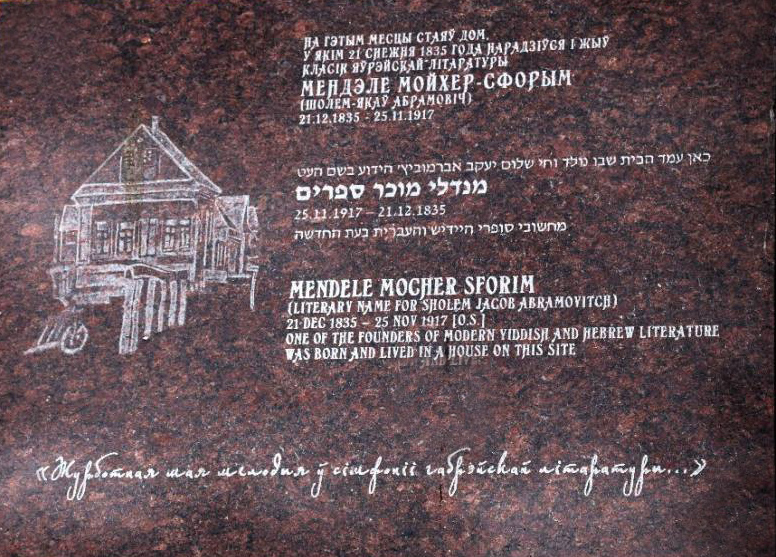 НА ГЭТЫМ МЕСЦЫ СТАЯЎ ДОМ,
У ЯКІМ 21 СНЕЖНЯ 1835 ГОДА НАРАДЗІЎСЯ І ЖЫЎ
КЛАСІК ЯЎРЭЙСКАЙ ЛІТАРАТУРЫ
МЕНДЭЛЕ МОЙХЕР-СФОРЫМ
(ШОЛЕМ-ЯКАЎ АБРАМОВІЧ)
21.12.1835 - 25.11.1917
כאן עמד הבית שבו נולד וחי שלום יעקב אברמוביץ' הידוע בשם העט
מנדלי מוכר ספרים
25.11.1917 – 21.12.1835
מחשובי סופרי היידיש והעברית בעת החדשה
MENDELE MOCHER SFORIM
(LITERARY NAME FOR SHOLEM JACOB ABRAMOVITCH)
21 DEC 1835 – 25 NOV 1917 [O.S.]
ONE OF THE FOUNDERS OF MODERN YIDDISH AND HEBREW LITERATURE
WAS BORN AND LIVED IN A HOUSE ON THIS SITE
«Журботная мая мелодыя ў сімфоніі габрэйскай літаратуры...»